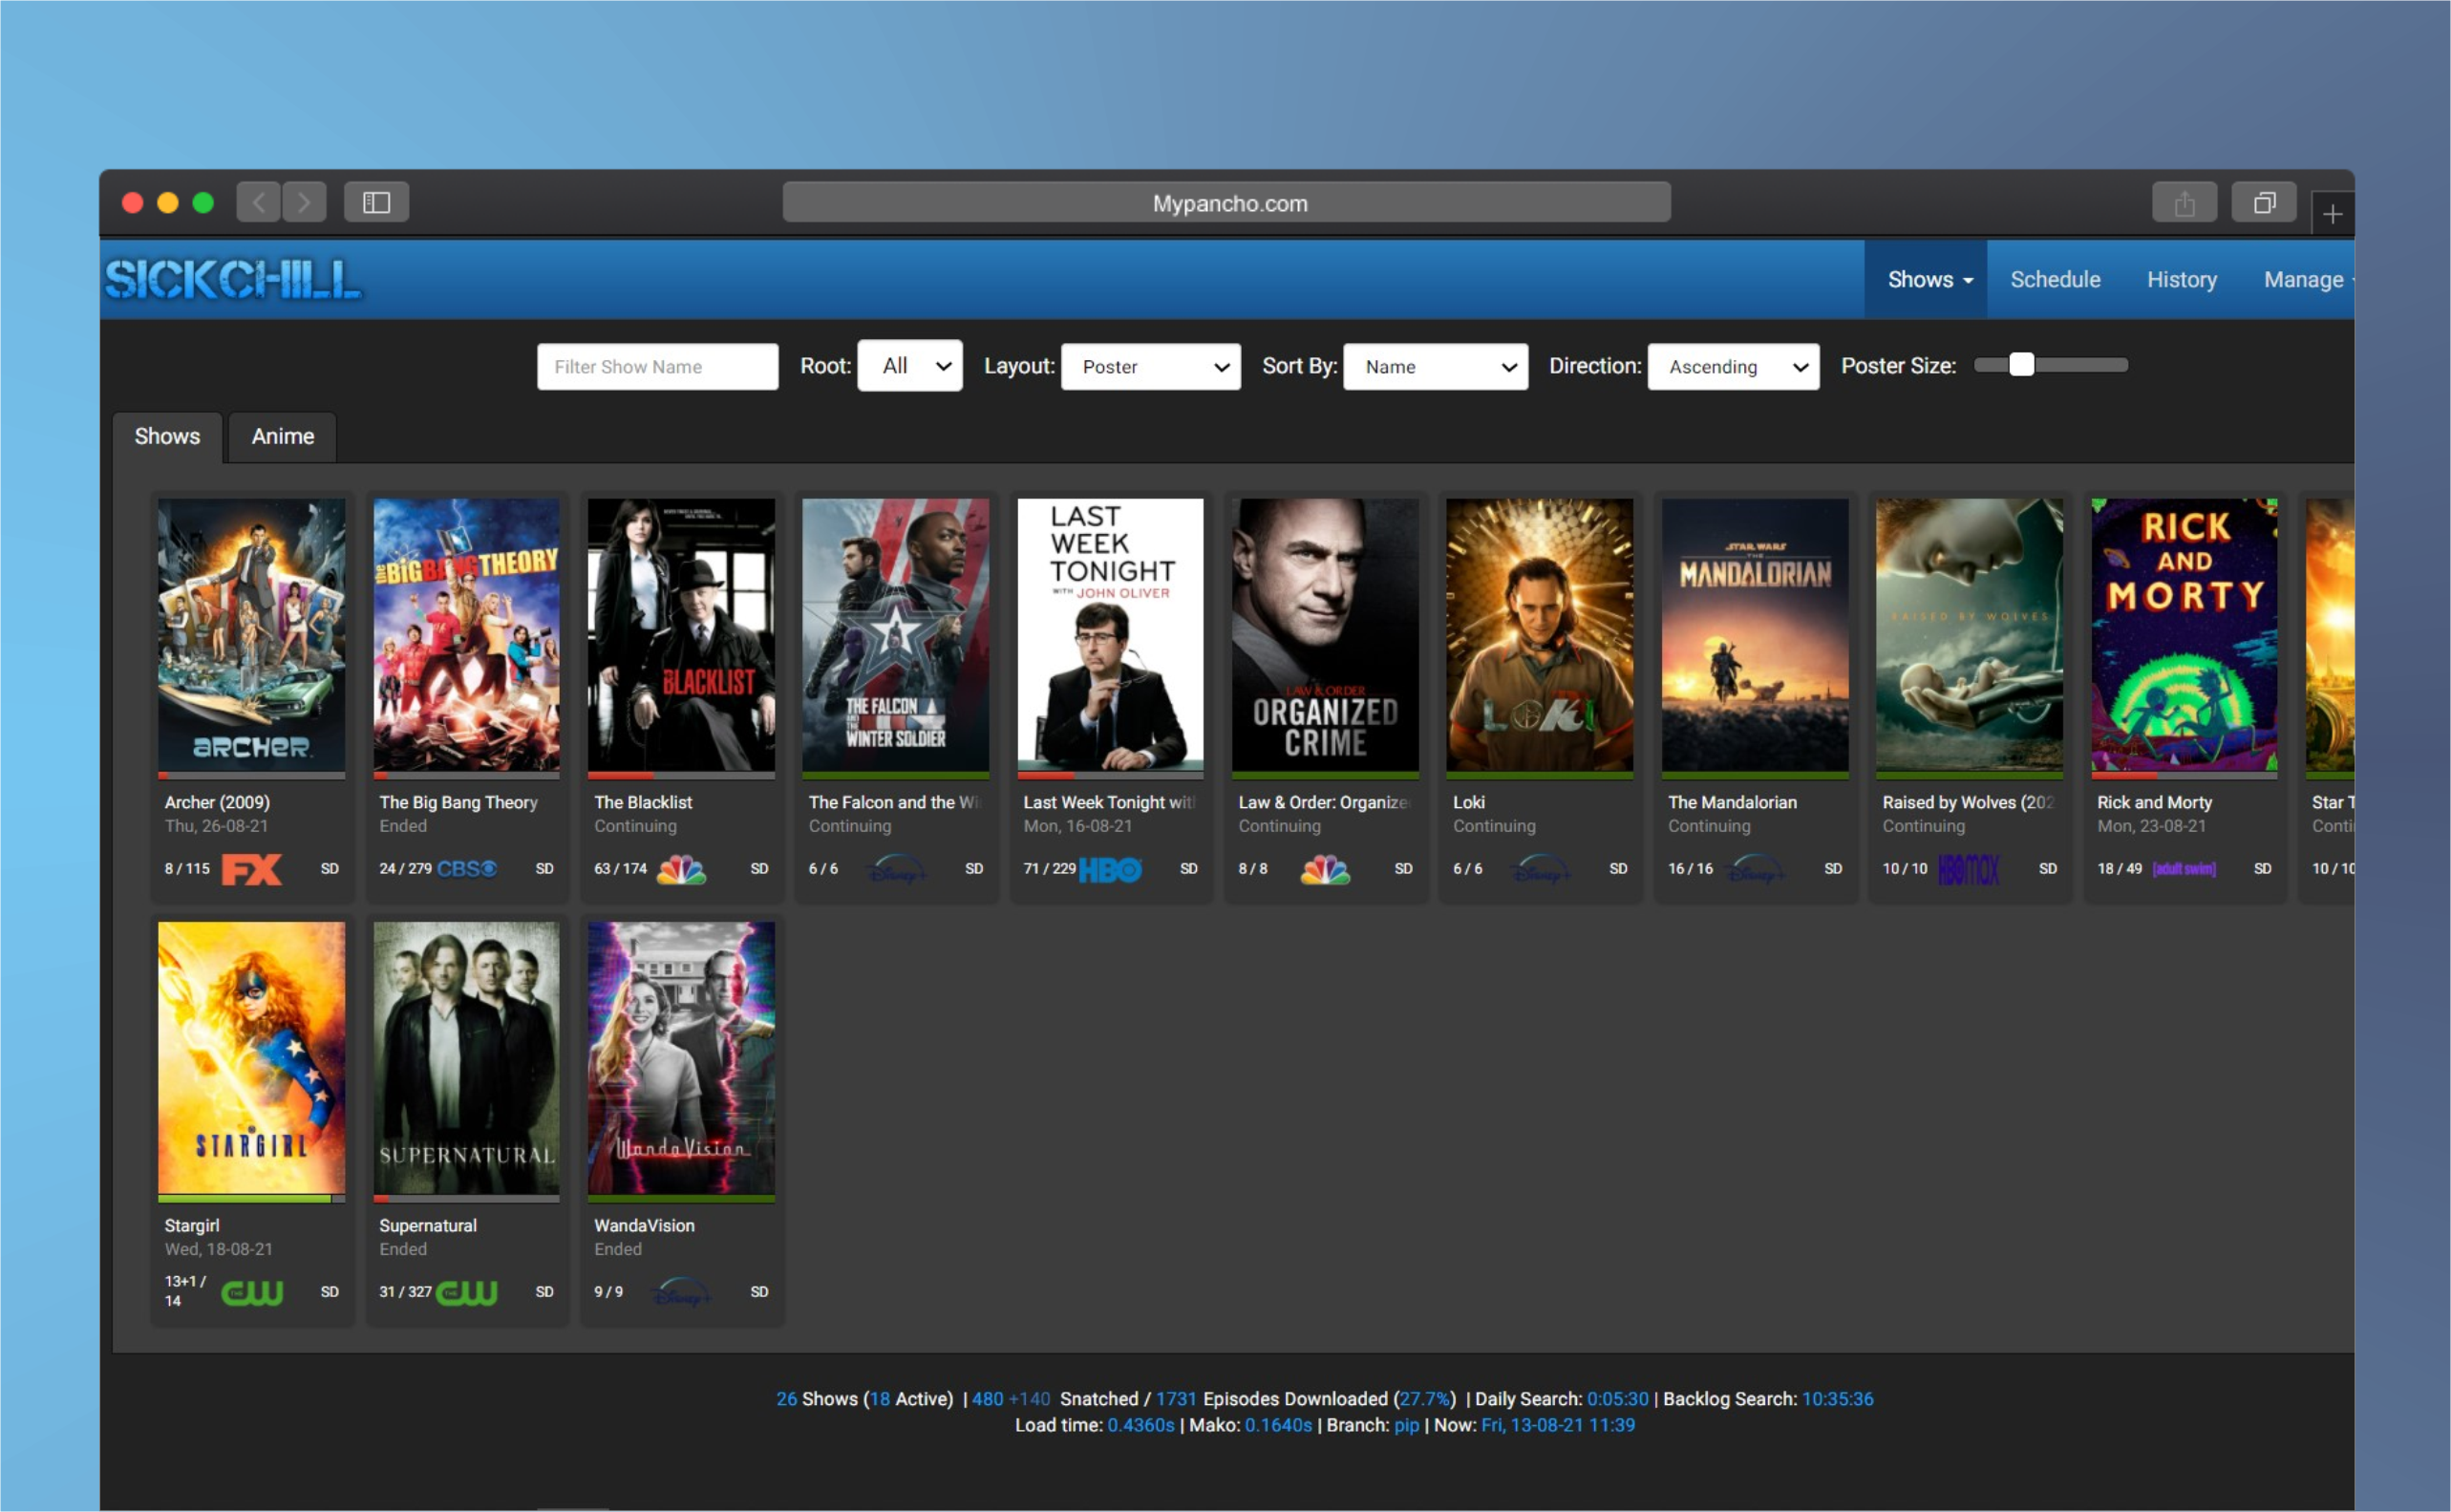 Mypancho.com
SICKCHILL
Shows Schedule History Manage
Filter Show Name Root: All Layout: Poster Sort By: Name Direction: Ascending Poster Size:
Shows Anime
ARCHER
THE BIG BANG THEORY
BLACKLIST
THE FALCON AND THE WINTER SOLDIER
LAST
WEEK
TONIGHT
WITH JOHN OLIVER
LAW & ORDER
ORGANIZED
CRIME
LOKI
STAR WARS
THE
MANDALORIAN
RAISED BY WOLVES
RICK
AND
MORTY
Archer (2009)
Thu, 26-08-21
8 / 115 FX SD
The Big Bang Theory
Ended
24 / 279 CBS SD
The Blacklist
Continuing
63 / 174 SD
The Falcon and the Wi
Continuing
6 / 6 Disney+ SD
Last Week Tonight with
Mon, 16-08-21
71 / 229 HBO SD
Law & Order: Organize
Continuing
8 / 8 SD
Loki
Continuing
6 / 6 Disney+ SD
The Mandalorian
Continuing
16 / 16 Disney+ SD
Raised by Wolves (202
Continuing
10 / 10 HBOMAX SD
Rick and Morty
Mon, 23-08-21
18 / 49 [adult swim] SD
Star T
Conti
10 / 10
STARGIRL
SUPERNATURAL
WandaVision
Stargirl
Wed, 18-08-21
13+1 /
14 THE CW SD
Supernatural
Ended
31 / 327 THE CW SD
WandaVision
Ended
9 / 9 Disney+ SD
26 Shows (18 Active) | 480 +140 Snatched / 1731 Episodes Downloaded (27.7%) | Daily Search: 0:05:30 | Backlog Search: 10:35:36
Load time: 0.4360s | Mako: 0.1640s | Branch: pip | Now: Fri, 13-08-21 11:39